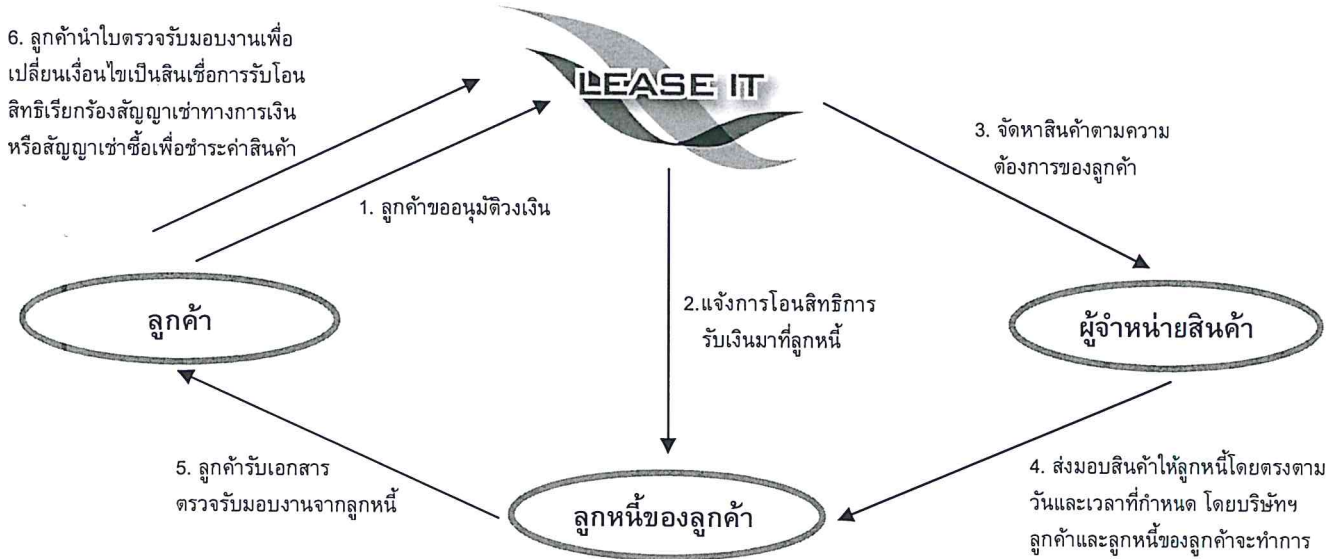 6. ลูกค้านำใบตรวจรับมอบงานเพื่อ
เปลี่ยนเงื่อนไขเป็นสินเชื่อการรับโอน
สิทธิเรียกร้องสัญญาเช่าทางการเงิน
หรือสัญญาเช่าซื้อเพื่อชำระค่าสินค้า
LEASE IT
3. จัดหาสินค้าตามความ
ต้องการของลูกค้า
1. ลูกค้าขออนุมัติวงเงิน
ลูกค้า
2.แจ้งการโอนสิทธิการ
รับเงินมาที่ลูกหนี้
ผู้จำหน่ายสินค้า
5. ลูกค้ารับเอกสาร
ตรวจรับมอบงานจากลูกหนี้
ลูกหนี้ของลูกค้า
4. ส่งมอบสินค้าให้ลูกหนี้โดยตรงตาม
วันและเวลาที่กำหนด โดยบริษัทฯ
ลูกค้าและลูกหนี้ของลูกค้าจะทำการ